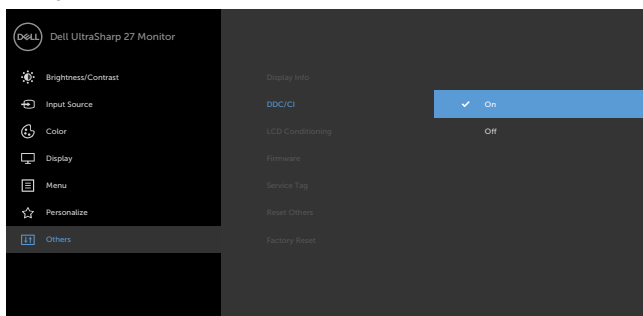 DELL Dell UltraSharp 27 Monitor
Brightness/Contrast
Display Info
Input Source
DDC/CI
On
Color
LCD Conditioning
Off
Display
Firmware
Menu
Service Tag
Personalize
Reset Others
Others
Factory Reset